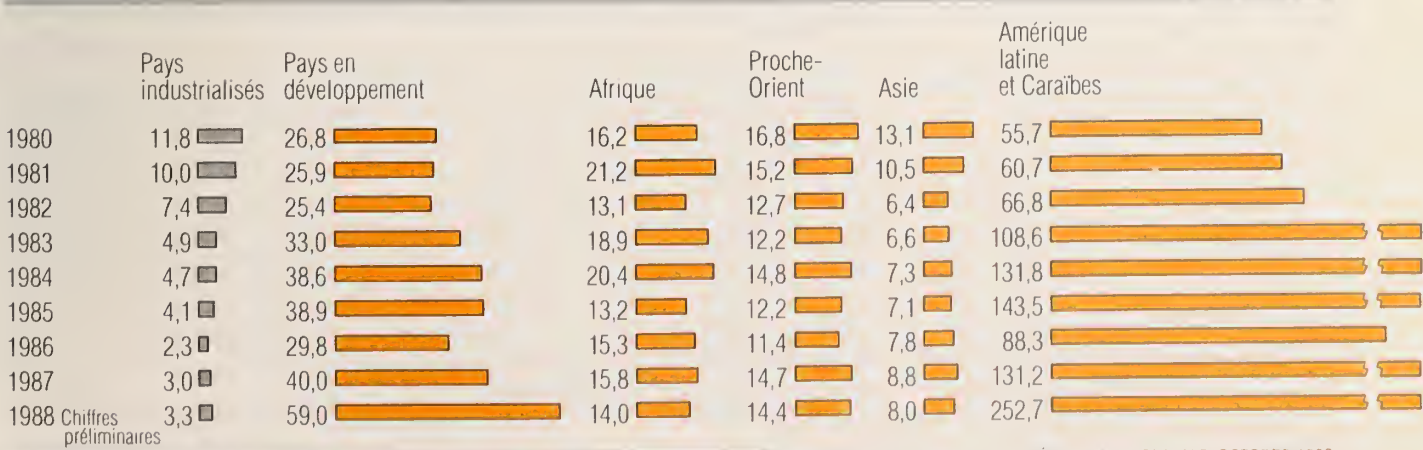 Pays industrialisés
Pays en développement
Afrique
Proche-Orient
Asie
Amérique latine et Caraïbes
1980 11,8 26,8 16,2 16,8 13,1 55,7
1981 10,0 25,9 21,2 15,2 10,5 60,7
1982 7,4 25,4 13,1 12,7 6,4 66,8
1983 4,9 33,0 18,9 12,2 6,6 108,6
1984 4,7 38,6 20,4 14,8 7,3 131,8
1985 4,1 38,9 13,2 12,2 7,1 143,5
1986 2,3 29,8 15,3 11,4 7,8 88,3
1987 3,0 40,0 15,8 14,7 8,8 131,2
1988 Chiffres préliminaires 3,3 59,0 14,0 14,4 8,0 252,7